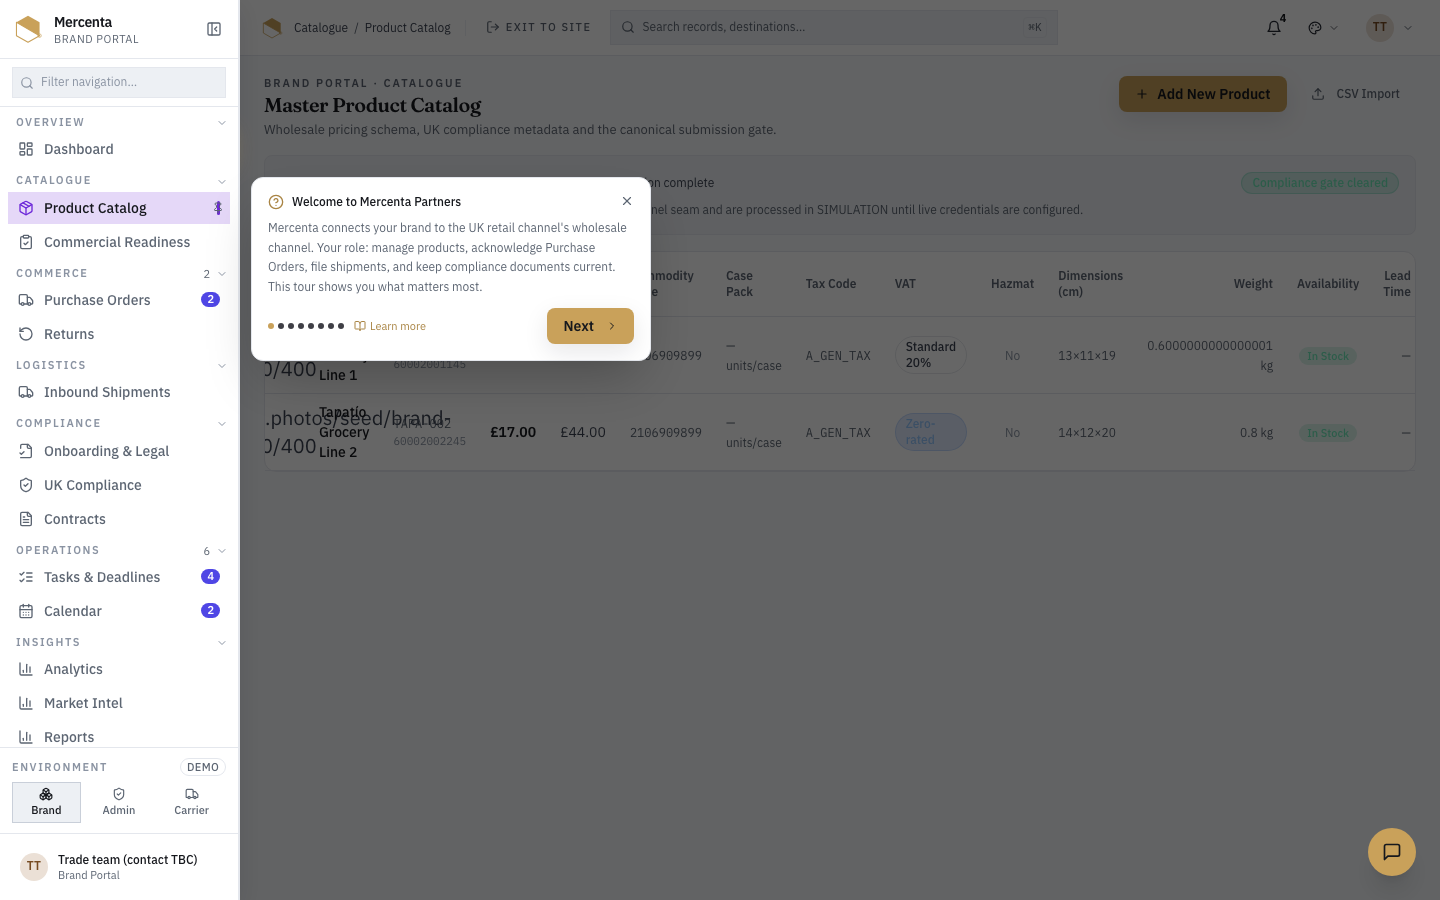 Mercenta
BRAND PORTAL
Filter navigation...
OVERVIEW
Dashboard
CATALOGUE
Product Catalog
Commercial Readiness
COMMERCE 2
Purchase Orders 2
Returns
LOGISTICS
Inbound Shipments
COMPLIANCE
Onboarding & Legal
UK Compliance
Contracts
OPERATIONS 6
Tasks & Deadlines 4
Calendar 2
INSIGHTS
Analytics
Market Intel
Reports
ENVIRONMENT DEMO
Brand Admin Carrier
TT Trade team (contact TBC)
Brand Portal
Catalogue / Product Catalog EXIT TO SITE Search records, destinations... ⌘K 4 TT
BRAND PORTAL · CATALOGUE
Master Product Catalog
Wholesale pricing schema, UK compliance metadata and the canonical submission gate.
+ Add New Product CSV Import
on complete Compliance gate cleared
nel seam and are processed in SIMULATION until live credentials are configured.
Welcome to Mercenta Partners
Mercenta connects your brand to the UK retail channel's wholesale
channel. Your role: manage products, acknowledge Purchase
Orders, file shipments, and keep compliance documents current.
This tour shows you what matters most.
Learn more Next
Case Pack Tax Code VAT Hazmat Dimensions (cm) Weight Availability Lead Time
0/400 Line 1 60002001145 06909899 — units/case A_GEN_TAX Standard 20% No 13×11×19 0.6000000000000001 kg In Stock —
.photos/seed/brand-
0/400 Tapatío Grocery Line 2 60002002245 £17.00 £44.00 2106909899 — units/case A_GEN_TAX Zero-rated No 14×12×20 0.8 kg In Stock —